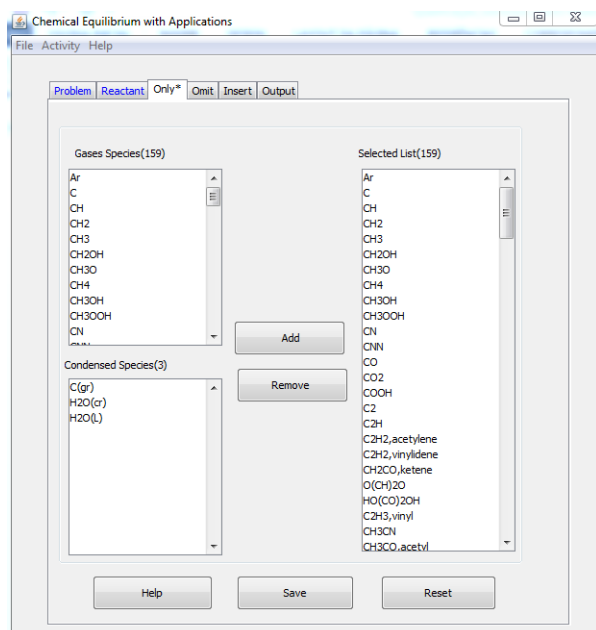 Chemical Equilibrium with Applications
File Activity Help
Problem Reactant Only* Omit Insert Output
Gases Species(159)
Ar
C
CH
CH2
CH3
CH2OH
CH3O
CH4
CH3OH
CH3OOH
CN
CNN
Condensed Species(3)
C(gr)
H2O(cr)
H2O(L)
Add
Remove
Selected List(159)
Ar
C
CH
CH2
CH3
CH2OH
CH3O
CH4
CH3OH
CH3OOH
CN
CNN
CO
CO2
COOH
C2
C2H
C2H2,acetylene
C2H2,vinylidene
CH2CO,ketene
O(CH)2O
HO(CO)2OH
C2H3,vinyl
CH3CN
CH3CO,acetyl
Help Save Reset